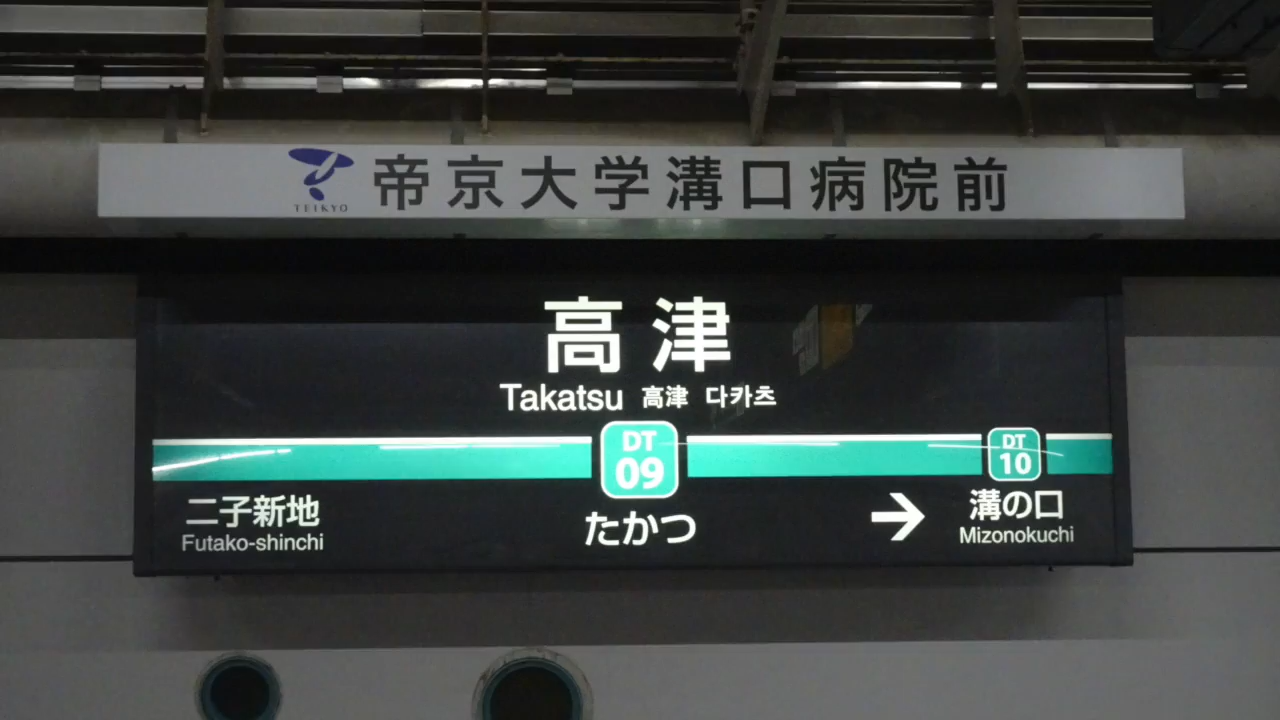 TEIKYO
帝京大学溝口病院前
高津
Takatsu 高津 다카츠
DT
09
DT
10
二子新地
Futako-shinchi
たかつ
→ 溝の口
Mizonokuchi